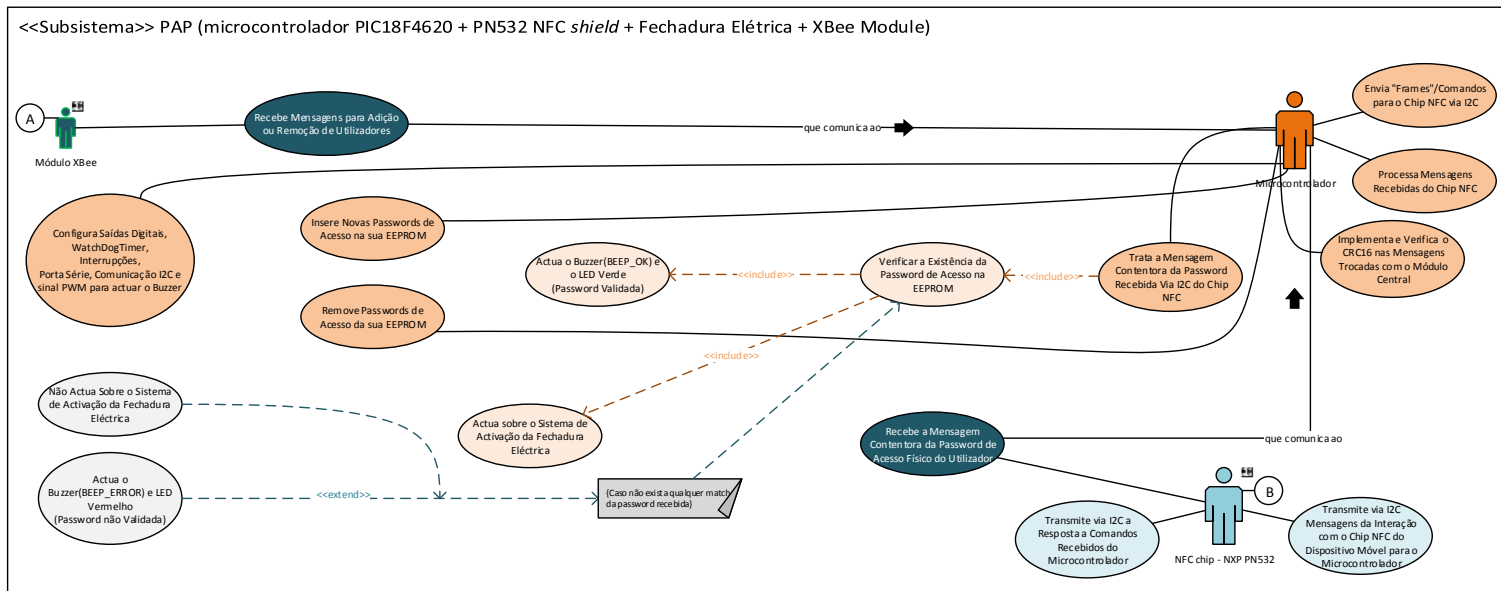 <<Subsistema>> PAP (microcontrolador PIC18F4620 + PN532 NFC shield + Fechadura Elétrica + XBee Module)
A
Módulo XBee
Recebe Mensagens para Adição
ou Remoção de Utilizadores
que comunica ao
Microcontrolador
Envia "Frames"/Comandos
para o Chip NFC via I2C
Processa Mensagens
Recebidas do Chip NFC
Implementa e Verifica o
CRC16 nas Mensagens
Trocadas com o Módulo
Central
Configura Saídas Digitais,
WatchDogTimer,
Interrupções,
Porta Série, Comunicação I2C e
sinal PWM para actuar o Buzzer
Insere Novas Passwords de
Acesso na sua EEPROM
Remove Passwords de
Acesso da sua EEPROM
Actua o Buzzer(BEEP_OK) e
o LED Verde
(Password Validada)
<<include>>
Verificar a Existência da
Password de Acesso na
EEPROM
<<include>>
Trata a Mensagem
Contentora da Password
Recebida Via I2C do Chip
NFC
<<include>>
Não Actua Sobre o Sistema
de Activação da Fechadura
Eléctrica
Actua sobre o Sistema de
Activação da Fechadura
Eléctrica
Actua o
Buzzer(BEEP_ERROR) e LED
Vermelho
(Password não Validada)
<<extend>>
{Caso não exista qualquer match
da password recebida}
Recebe a Mensagem
Contentora da Password de
Acesso Físico do Utilizador
que comunica ao
B
NFC chip - NXP PN532
Transmite via I2C a
Resposta a Comandos
Recebidos do
Microcontrolador
Transmite via I2C
Mensagens da Interação
com o Chip NFC do
Dispositivo Móvel para o
Microcontrolador